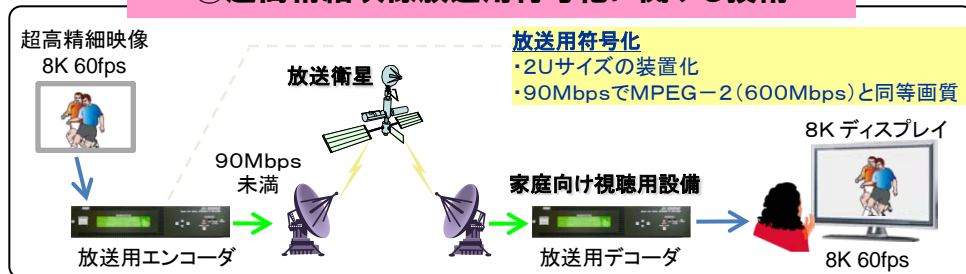 超高精細映像
8K 60fps
放送用符号化
・2Uサイズの装置化
・90MbpsでMPEG－2(600Mbps)と同等画質
放送衛星
8K ディスプレイ
90Mbps
未満
家庭向け視聴用設備
放送用エンコーダ
放送用デコーダ
8K 60fps